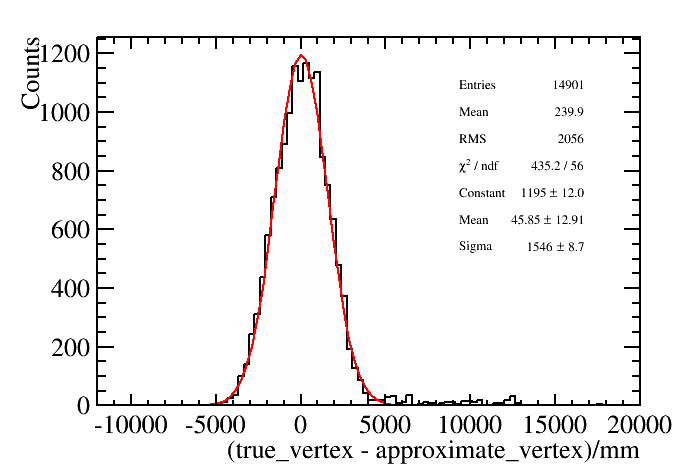 Counts
1200
1000
800
600
400
200
0
Entries 14901
Mean 239.9
RMS 2056
χ² / ndf 435.2 / 56
Constant 1195 ± 12.0
Mean 45.85 ± 12.91
Sigma 1546 ± 8.7
-10000 -5000 0 5000 10000 15000 20000
(true_vertex - approximate_vertex)/mm